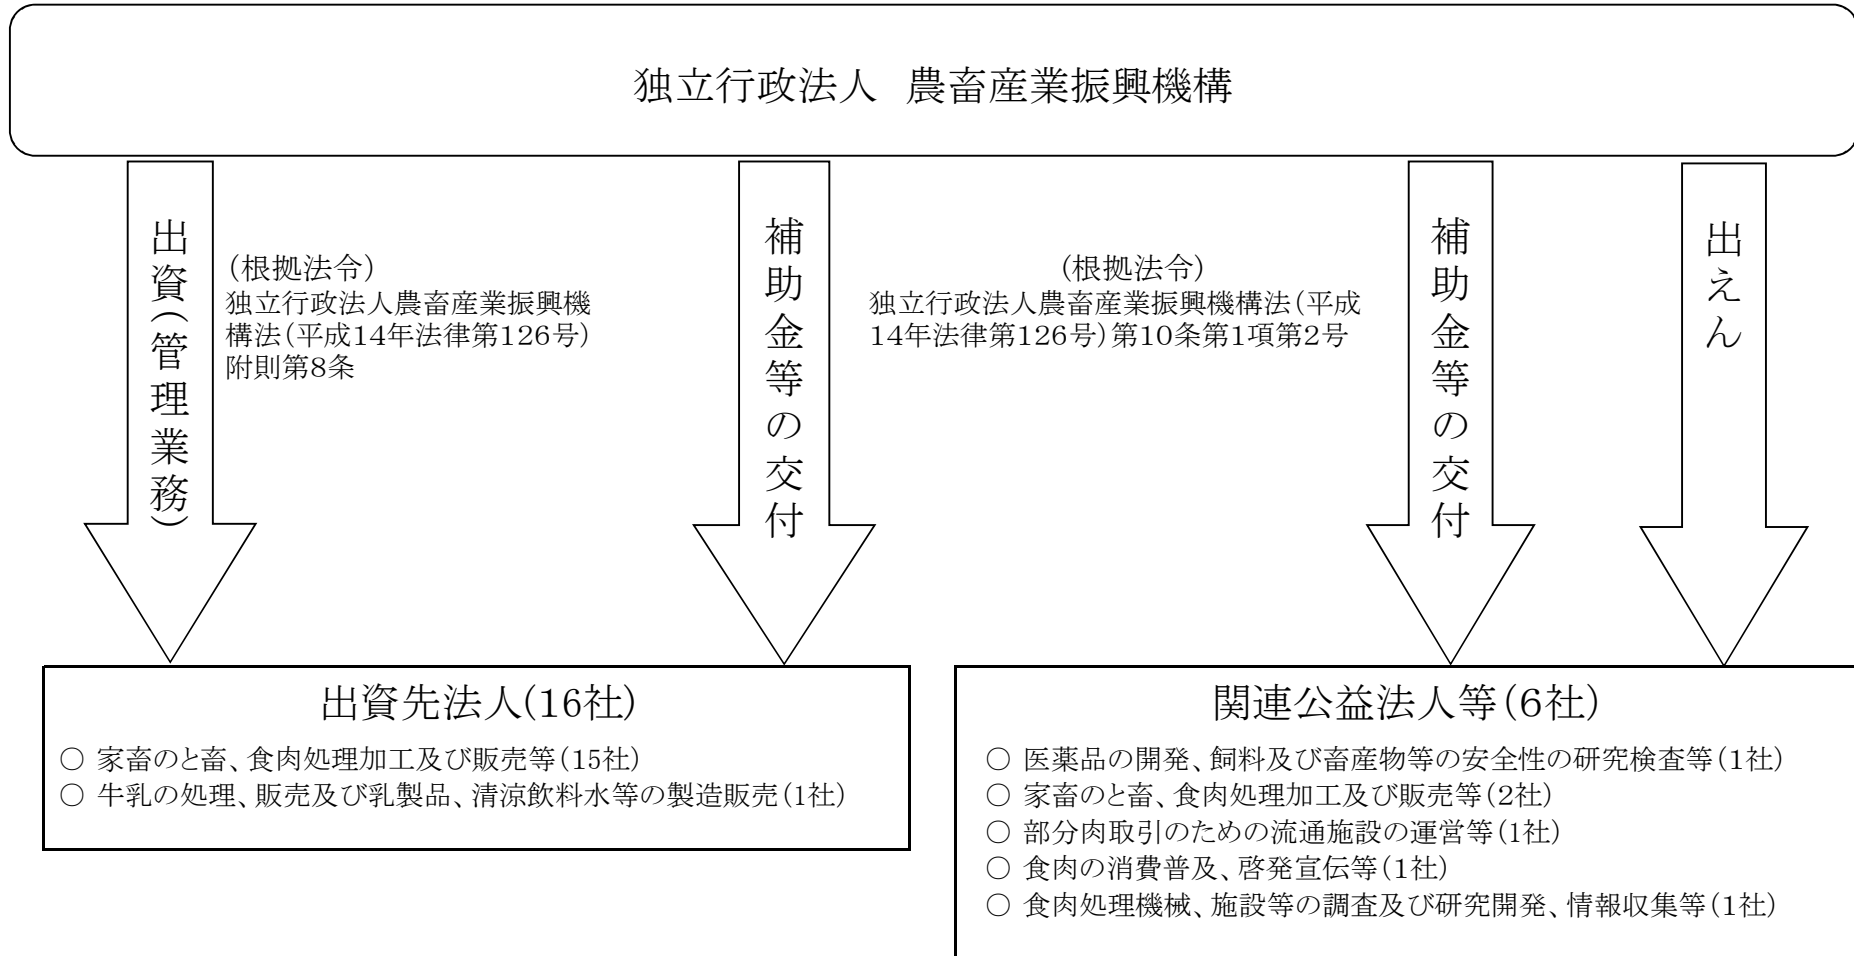 独立行政法人　農畜産業振興機構
出資(管理業務)
(根拠法令)
独立行政法人農畜産業振興機
構法(平成14年法律第126号)
附則第8条
補助金等の交付
(根拠法令)
独立行政法人農畜産業振興機構法(平成
14年法律第126号)第10条第1項第2号
補助金等の交付
出えん
出資先法人(16社)
○ 家畜のと畜、食肉処理加工及び販売等(15社)
○ 牛乳の処理、販売及び乳製品、清涼飲料水等の製造販売(1社)
関連公益法人等(6社)
○ 医薬品の開発、飼料及び畜産物等の安全性の研究検査等(1社)
○ 家畜のと畜、食肉処理加工及び販売等(2社)
○ 部分肉取引のための流通施設の運営等(1社)
○ 食肉の消費普及、啓発宣伝等(1社)
○ 食肉処理機械、施設等の調査及び研究開発、情報収集等(1社)